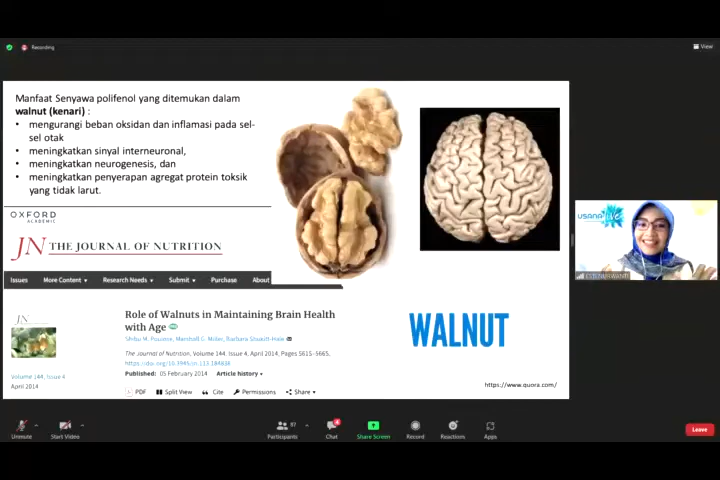 Recording
View
Manfaat Senyawa polifenol yang ditemukan dalam
walnut (kenari) :
• mengurangi beban oksidan dan inflamasi pada sel-
sel otak
• meningkatkan sinyal interneuronal,
• meningkatkan neurogenesis, dan
• meningkatkan penyerapan agregat protein toksik
yang tidak larut.
OXFORD
ACADEMIC
JN THE JOURNAL OF NUTRITION
Issues More Content Research Needs Submit Purchase About
JN
Role of Walnuts in Maintaining Brain Health
with Age
Shibu M. Poulose, Marshall G. Miller, Barbara Shukitt-Hale
The Journal of Nutrition, Volume 144, Issue 4, April 2014, Pages
Published: 05 February 2014 Article history
Volume 144, Issue 4
April 2014
PDF Split View Cite Permissions Share
WALNUT
https://www.quora.com/
usana live
Unmute Start Video Participants 87 Chat Share Screen Record Reactions Apps Leave